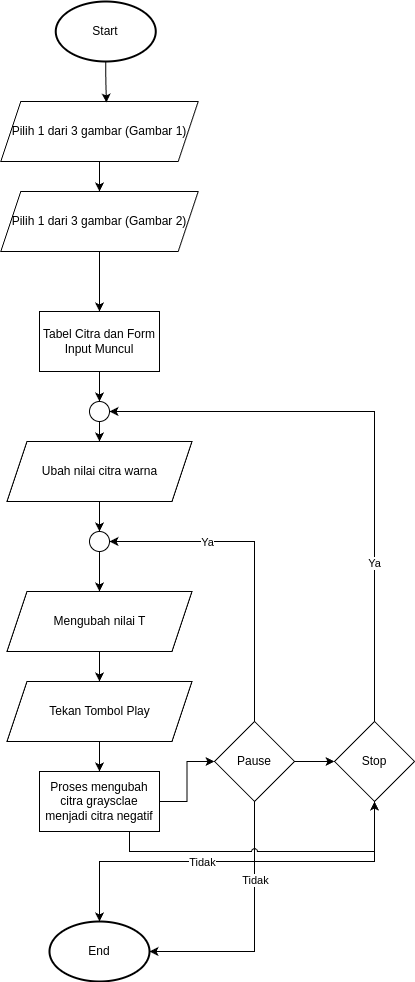 Start
Pilih 1 dari 3 gambar (Gambar 1)
Pilih 1 dari 3 gambar (Gambar 2)
Tabel Citra dan Form
Input Muncul
Ubah nilai citra warna
Ya
Ya
Mengubah nilai T
Tekan Tombol Play
Pause
Stop
Proses mengubah
citra graysclae
menjadi citra negatif
Tidak
Tidak
End